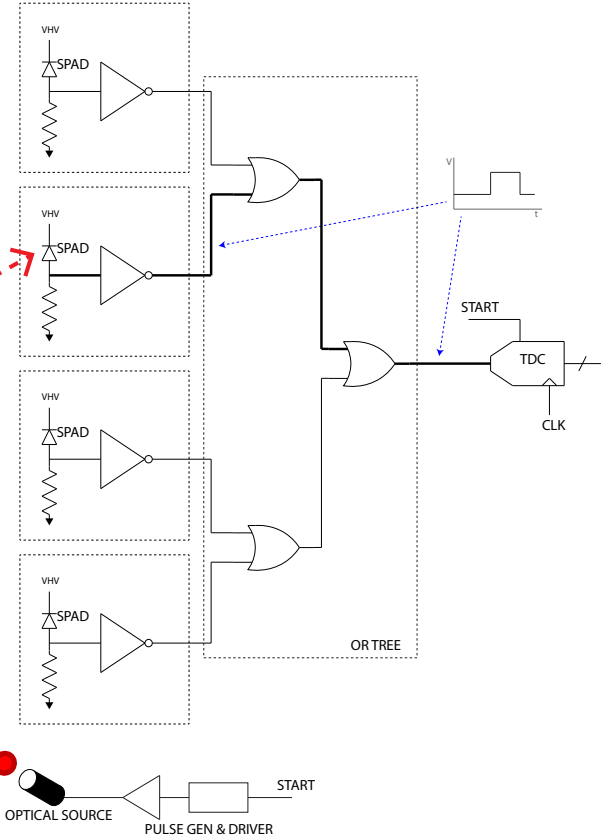 VHV
SPAD
VHV
SPAD
V
t
START
TDC
CLK
VHV
SPAD
VHV
SPAD
OR TREE
START
OPTICAL SOURCE
PULSE GEN & DRIVER